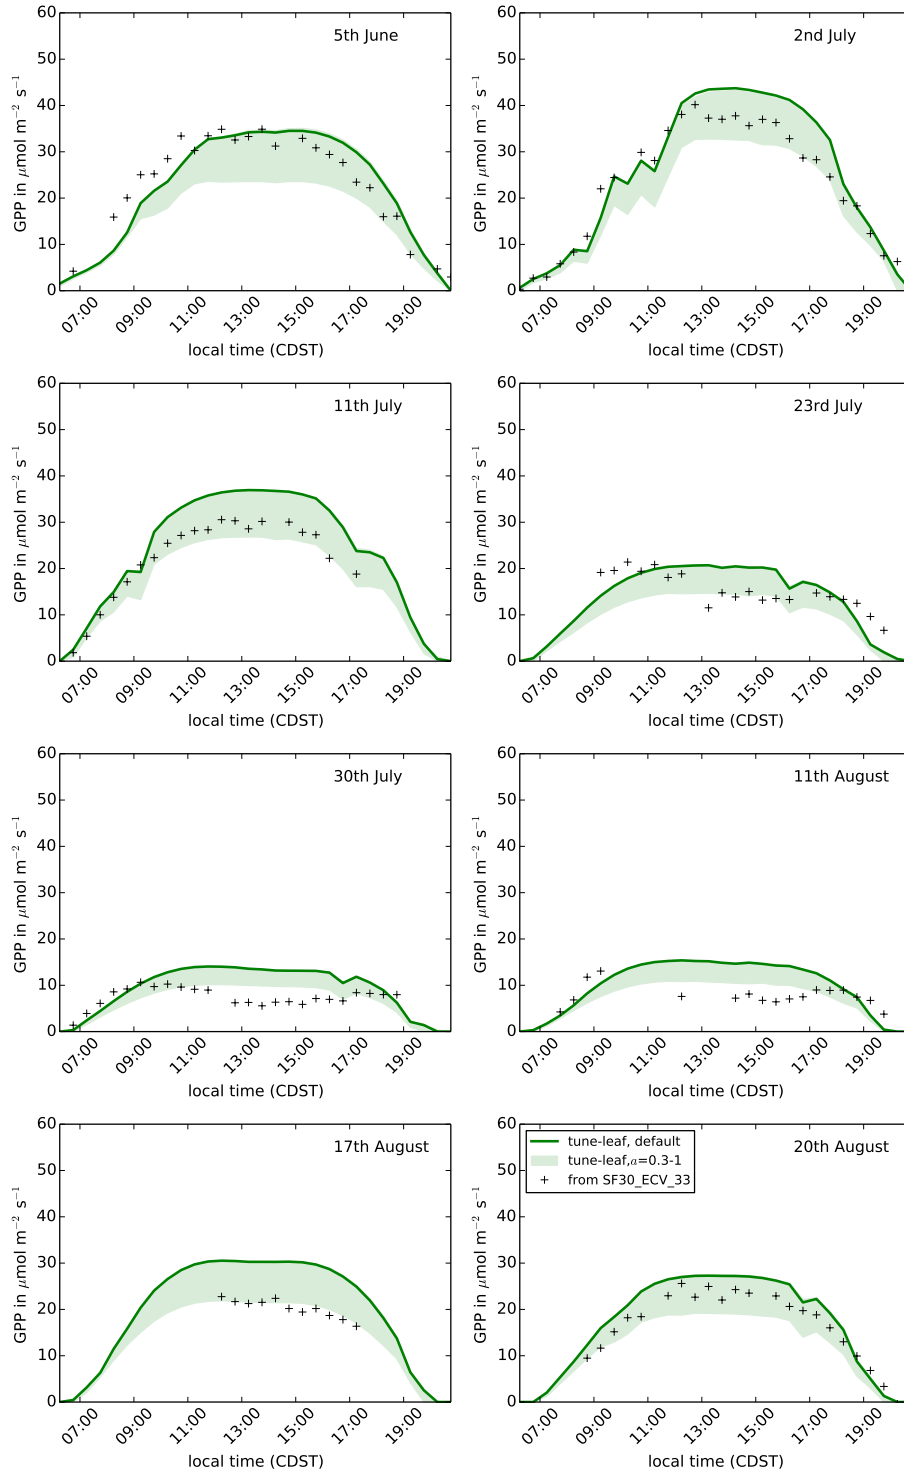 5th June
GPP in μmol m⁻² s⁻¹
60
50
40
30
20
10
0
07:00 09:00 11:00 13:00 15:00 17:00 19:00
local time (CDST)
2nd July
GPP in μmol m⁻² s⁻¹
60
50
40
30
20
10
0
07:00 09:00 11:00 13:00 15:00 17:00 19:00
local time (CDST)
11th July
GPP in μmol m⁻² s⁻¹
60
50
40
30
20
10
0
07:00 09:00 11:00 13:00 15:00 17:00 19:00
local time (CDST)
23rd July
GPP in μmol m⁻² s⁻¹
60
50
40
30
20
10
0
07:00 09:00 11:00 13:00 15:00 17:00 19:00
local time (CDST)
30th July
GPP in μmol m⁻² s⁻¹
60
50
40
30
20
10
0
07:00 09:00 11:00 13:00 15:00 17:00 19:00
local time (CDST)
11th August
GPP in μmol m⁻² s⁻¹
60
50
40
30
20
10
0
07:00 09:00 11:00 13:00 15:00 17:00 19:00
local time (CDST)
17th August
GPP in μmol m⁻² s⁻¹
60
50
40
30
20
10
0
07:00 09:00 11:00 13:00 15:00 17:00 19:00
local time (CDST)
20th August
tune-leaf, default
tune-leaf,a=0.3-1
from SF30_ECV_33
GPP in μmol m⁻² s⁻¹
60
50
40
30
20
10
0
07:00 09:00 11:00 13:00 15:00 17:00 19:00
local time (CDST)